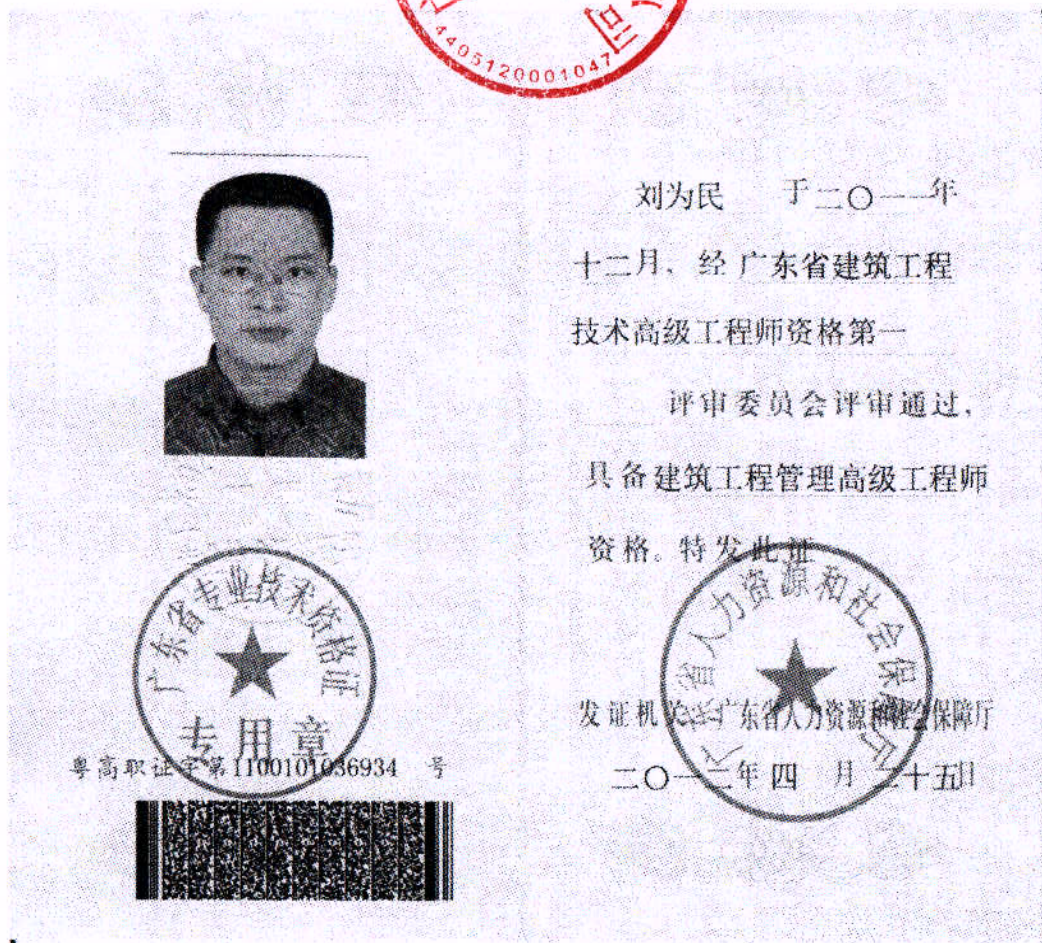 4405120001047
刘为民 于二〇一一年
十二月、经 广东省建筑工程
技术高级工程师资格第一
评审委员会评审通过,
具备建筑工程管理高级工程师
资格。特发此证
广东省专业技术资格证
专用章
粤高职证字第1100101036934 号
广东省人力资源和社会保障厅
发证机关 广东省人力资源和社会保障厅
二〇一二年四 月二十五日